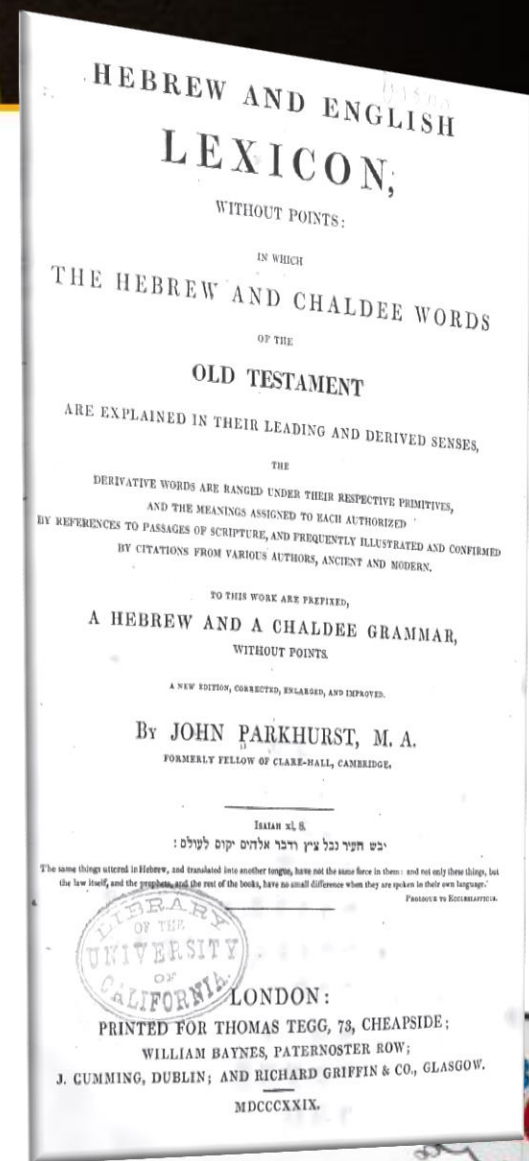 HEBREW AND ENGLISH
LEXICON,
WITHOUT POINTS:
IN WHICH
THE HEBREW AND CHALDEE WORDS
OF THE
OLD TESTAMENT
ARE EXPLAINED IN THEIR LEADING AND DERIVED SENSES,
THE
DERIVATIVE WORDS ARE RANGED UNDER THEIR RESPECTIVE PRIMITIVES,
AND THE MEANINGS ASSIGNED TO EACH AUTHORIZED
BY REFERENCES TO PASSAGES OF SCRIPTURE, AND FREQUENTLY ILLUSTRATED AND CONFIRMED
BY CITATIONS FROM VARIOUS AUTHORS, ANCIENT AND MODERN.
TO THIS WORK ARE PREFIXED,
A HEBREW AND A CHALDEE GRAMMAR,
WITHOUT POINTS.
A NEW EDITION, CORRECTED, ENLARGED, AND IMPROVED.
BY JOHN PARKHURST, M. A.
FORMERLY FELLOW OF CLARE-HALL, CAMBRIDGE.
ISAIAH xl, 8.
יבש חציר נבל ציץ ודבר אלהים יקום לעולם :
'The same things uttered in Hebrew, and translated into another tongue, have not the same force in them: and not only these things, but
the law itself, and the prophets, and the rest of the books, have no small difference when they are spoken in their own language.'
PROLOGUE TO ECCLESIASTICUS.
LIBRARY
OF THE
UNIVERSITY
OF
CALIFORNIA.
LONDON:
PRINTED FOR THOMAS TEGG, 73, CHEAPSIDE;
WILLIAM BAYNES, PATERNOSTER ROW;
J. CUMMING, DUBLIN; AND RICHARD GRIFFIN & CO., GLASGOW.
MDCCCXXIX.